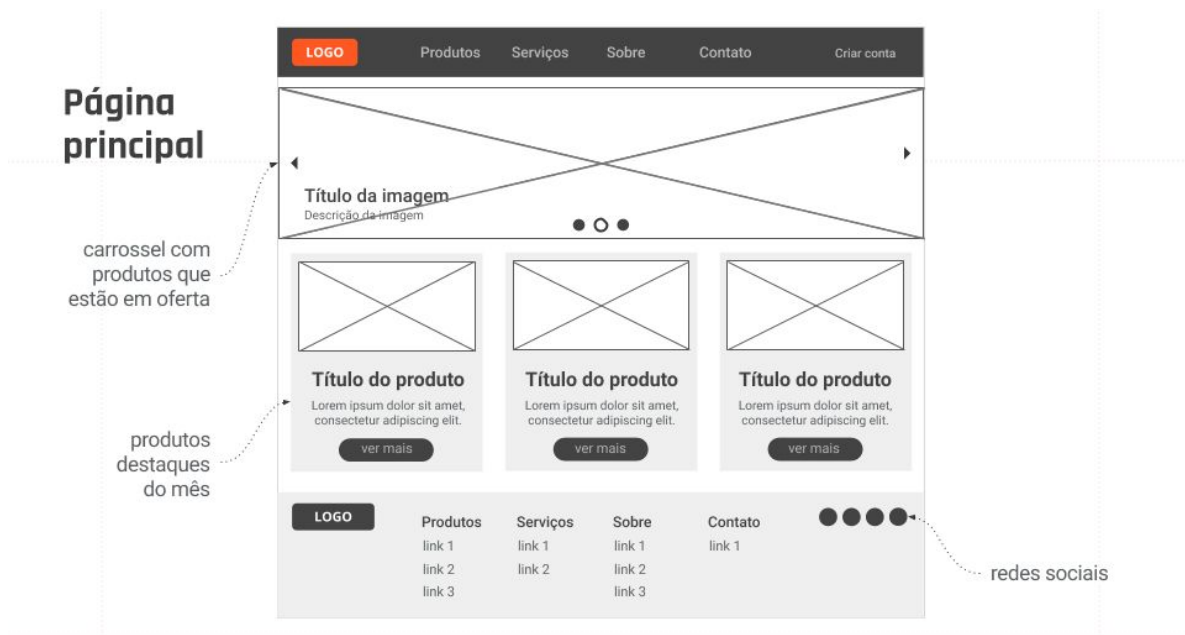 LOGO
Produtos
Serviços
Sobre
Contato
Criar conta
Página
principal
Título da imagem
Descrição da imagem
carrossel com
produtos que
estão em oferta
Título do produto
Lorem ipsum dolor sit amet,
consectetur adipiscing elit.
ver mais
Título do produto
Lorem ipsum dolor sit amet,
consectetur adipiscing elit.
ver mais
Título do produto
Lorem ipsum dolor sit amet,
consectetur adipiscing elit.
ver mais
produtos
destaques
do mês
LOGO
Produtos
link 1
link 2
link 3
Serviços
link 1
link 2
Sobre
link 1
link 2
link 3
Contato
link 1
redes sociais